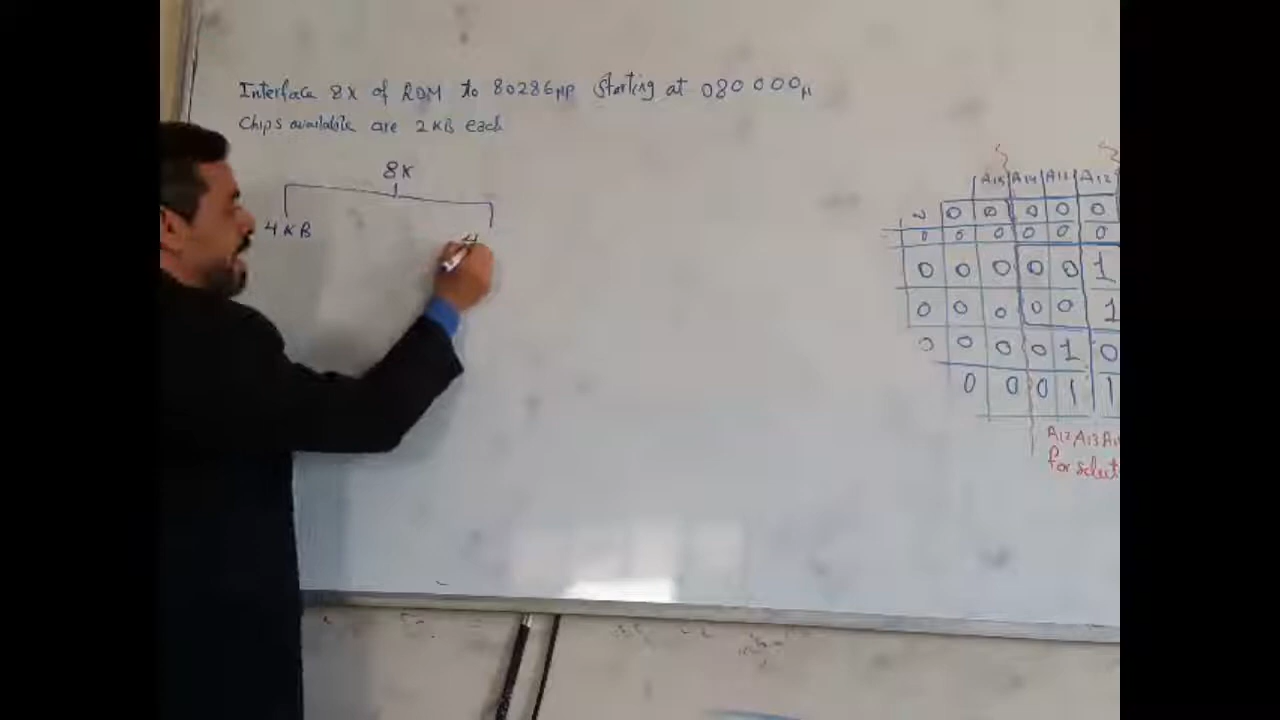 Interface 8K of ROM to 80286μp Starting at 080000H
Chips available are 2KB each
8K
4KB 4
A15 A14 A13 A12
0 0 0 0 0
0 0 0 0 0 0
0 0 0 0 0 1
0 0 0 0 0 1
0 0 0 0 1 0
0 0 0 1 1
A12 A13 A1
For select